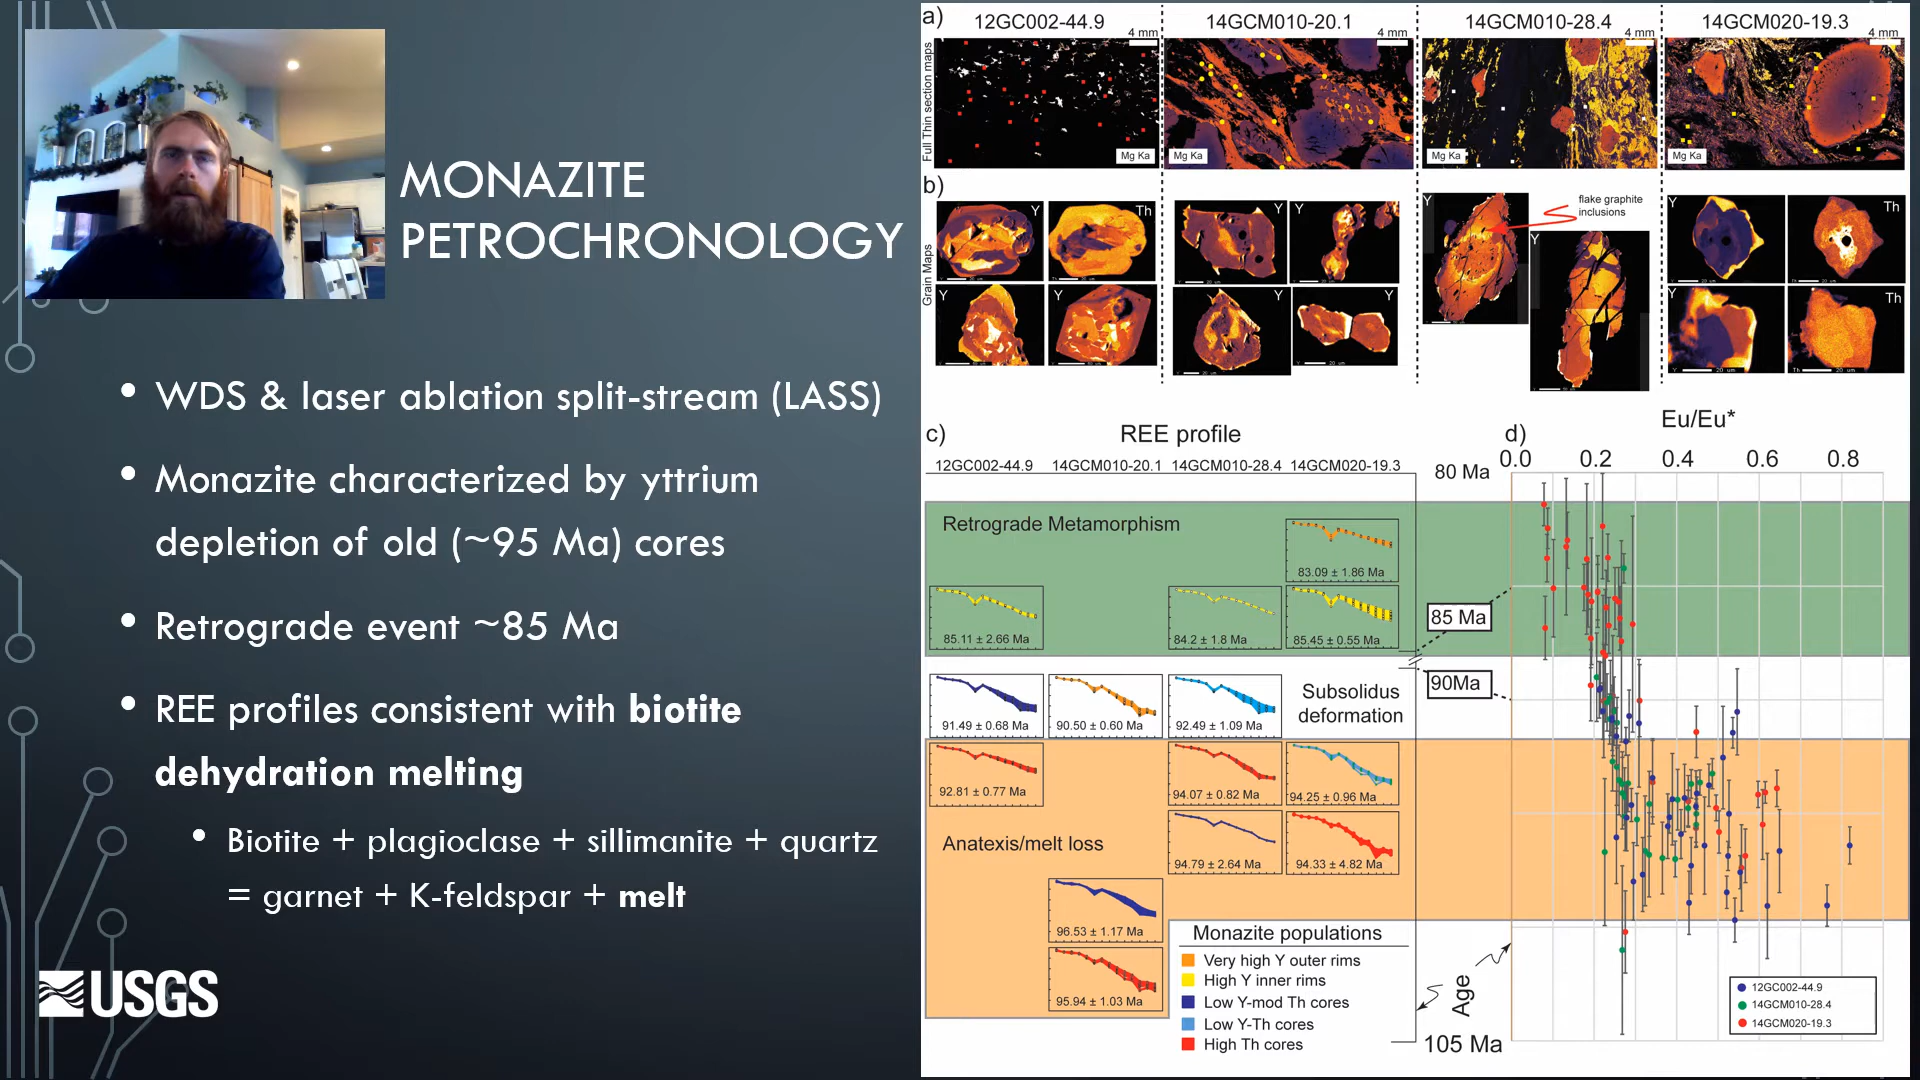 MONAZITE
PETROCHRONOLOGY
• WDS & laser ablation split-stream (LASS)
• Monazite characterized by yttrium
depletion of old (~95 Ma) cores
• Retrograde event ~85 Ma
• REE profiles consistent with biotite
dehydration melting
• Biotite + plagioclase + sillimanite + quartz
= garnet + K-feldspar + melt
USGS
a) 12GC002-44.9 14GCM010-20.1 14GCM010-28.4 14GCM020-19.3
4 mm 4 mm 4 mm 4 mm
Full Thin section maps
Mg Ka Mg Ka Mg Ka Mg Ka
b)
Grain Maps
Y Th Y Y Y Y Y Th
flake graphite
inclusions
Y Y Y Y Th
c) REE profile
12GC002-44.9 14GCM010-20.1 14GCM010-28.4 14GCM020-19.3
Retrograde Metamorphism
83.09 ± 1.86 Ma
85.11 ± 2.66 Ma 84.2 ± 1.8 Ma 85.45 ± 0.55 Ma
91.49 ± 0.68 Ma 90.50 ± 0.60 Ma 92.49 ± 1.09 Ma
Subsolidus
deformation
92.81 ± 0.77 Ma 94.07 ± 0.82 Ma 94.25 ± 0.96 Ma
Anatexis/melt loss
94.79 ± 2.64 Ma 94.33 ± 4.82 Ma
96.53 ± 1.17 Ma
95.94 ± 1.03 Ma
Monazite populations
Very high Y outer rims
High Y inner rims
Low Y-mod Th cores
Low Y-Th cores
High Th cores
d) Eu/Eu*
0.0 0.2 0.4 0.6 0.8
80 Ma
85 Ma
90Ma
Age
105 Ma
12GC002-44.9
14GCM010-28.4
14GCM020-19.3